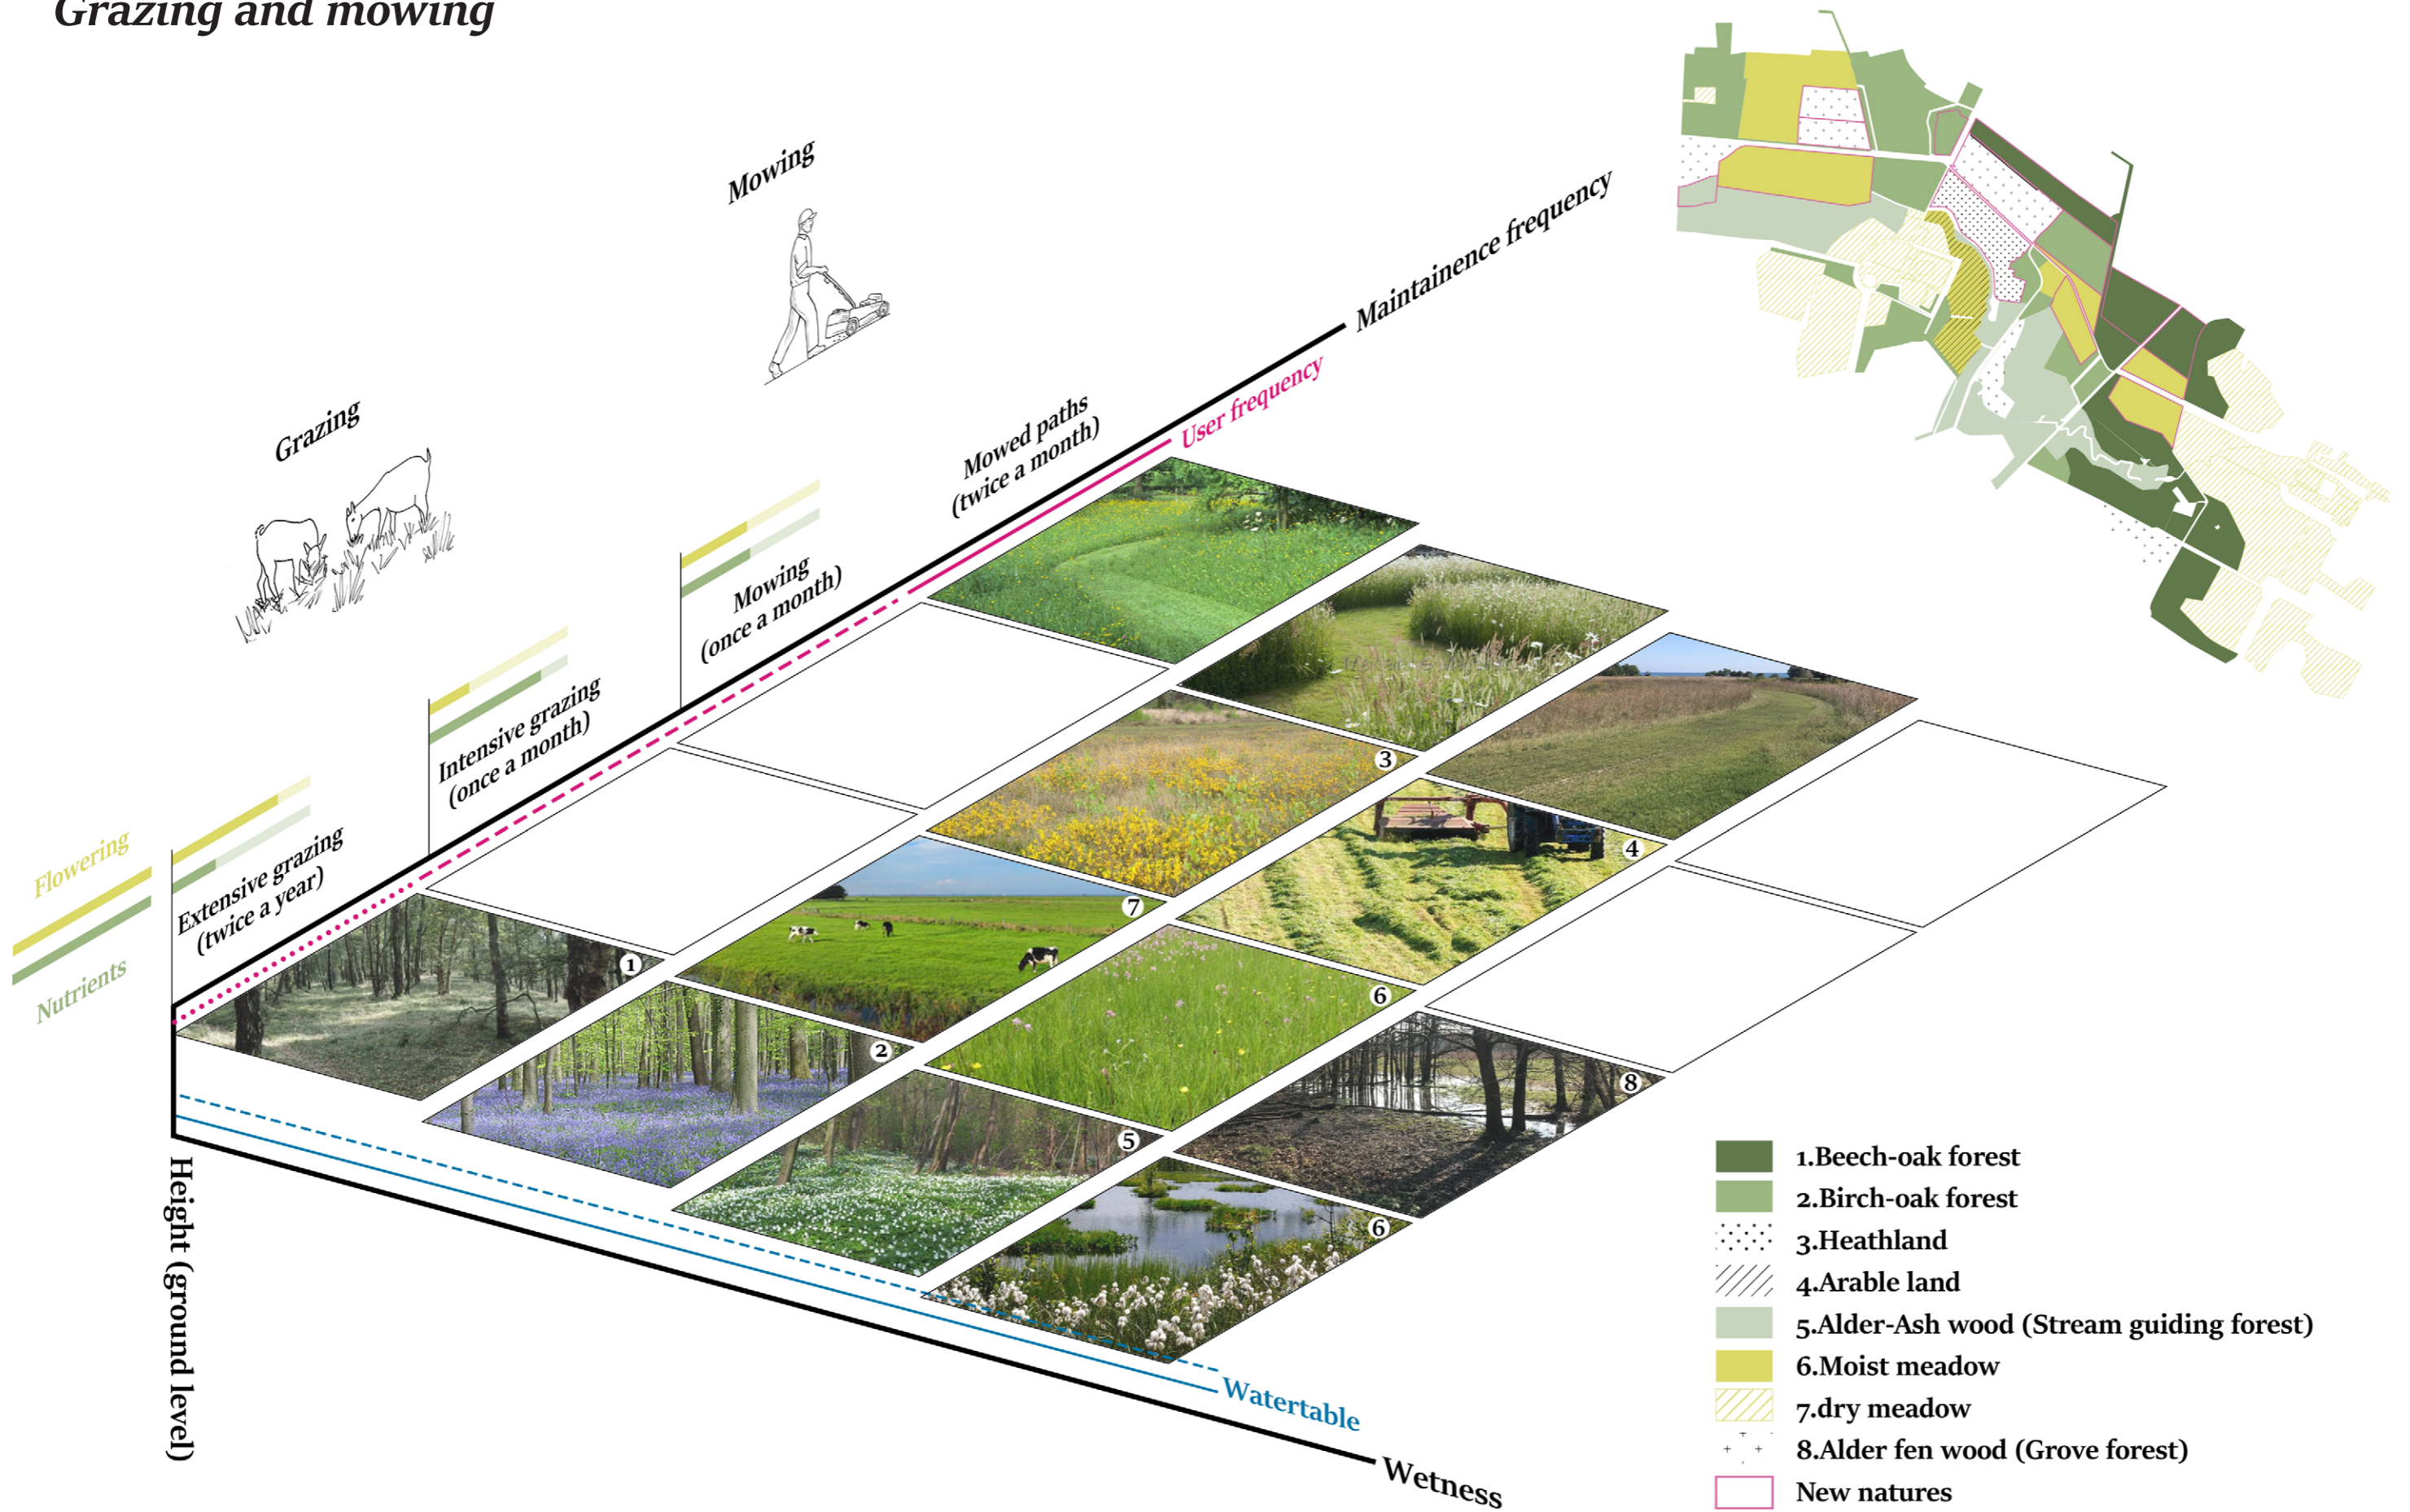 Grazing and mowing
Mowing
Grazing
Maintainence frequency
User frequency
Mowed paths
(twice a month)
Mowing
(once a month)
Intensive grazing
(once a month)
Extensive grazing
(twice a year)
Flowering
Nutrients
3
4
7
6
1
2
8
5
6
Height (ground level)
Watertable
Wetness
1.Beech-oak forest
2.Birch-oak forest
3.Heathland
4.Arable land
5.Alder-Ash wood (Stream guiding forest)
6.Moist meadow
7.dry meadow
8.Alder fen wood (Grove forest)
New natures